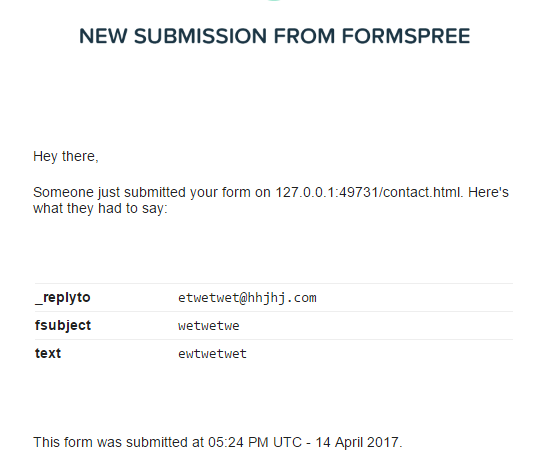 NEW SUBMISSION FROM FORMSPREE
Hey there,
Someone just submitted your form on 127.0.0.1:49731/contact.html. Here's
what they had to say:
_replyto etwetwet@hhjhj.com
fsubject wetwetwe
text ewtwetwet
This form was submitted at 05:24 PM UTC - 14 April 2017.